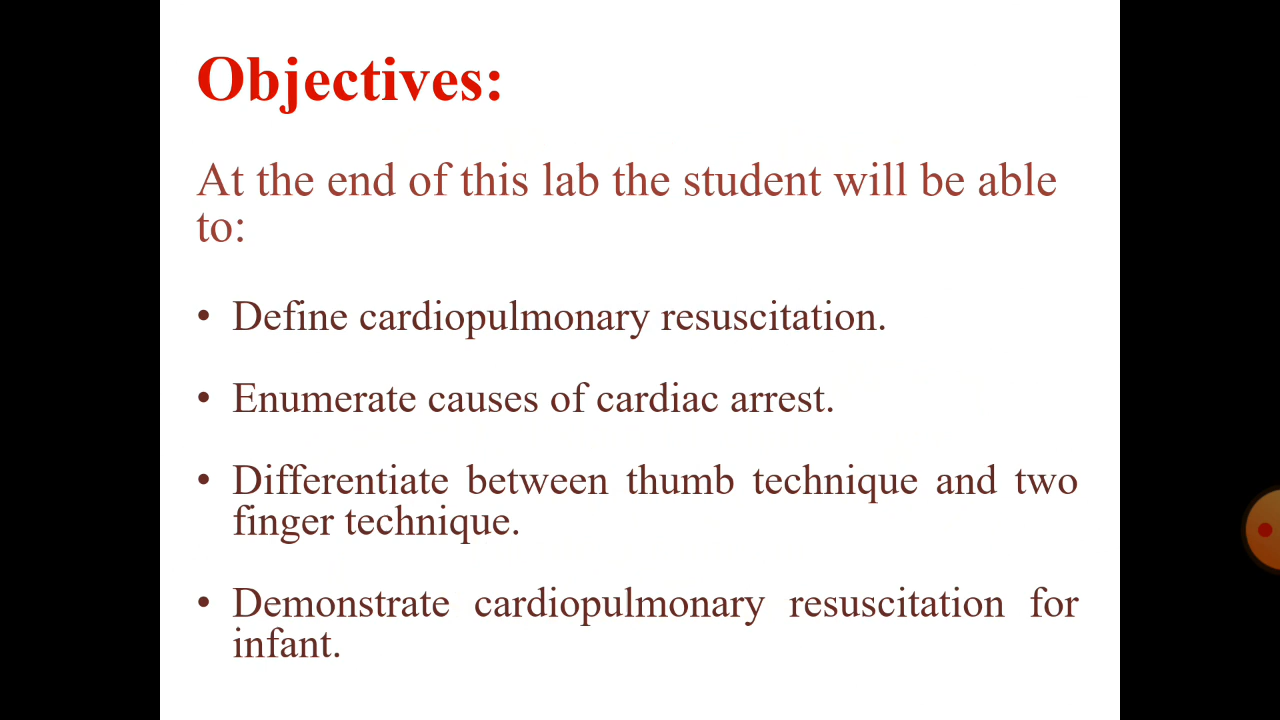 Objectives:
At the end of this lab the student will be able
to:
• Define cardiopulmonary resuscitation.
• Enumerate causes of cardiac arrest.
• Differentiate between thumb technique and two
finger technique.
• Demonstrate cardiopulmonary resuscitation for
infant.